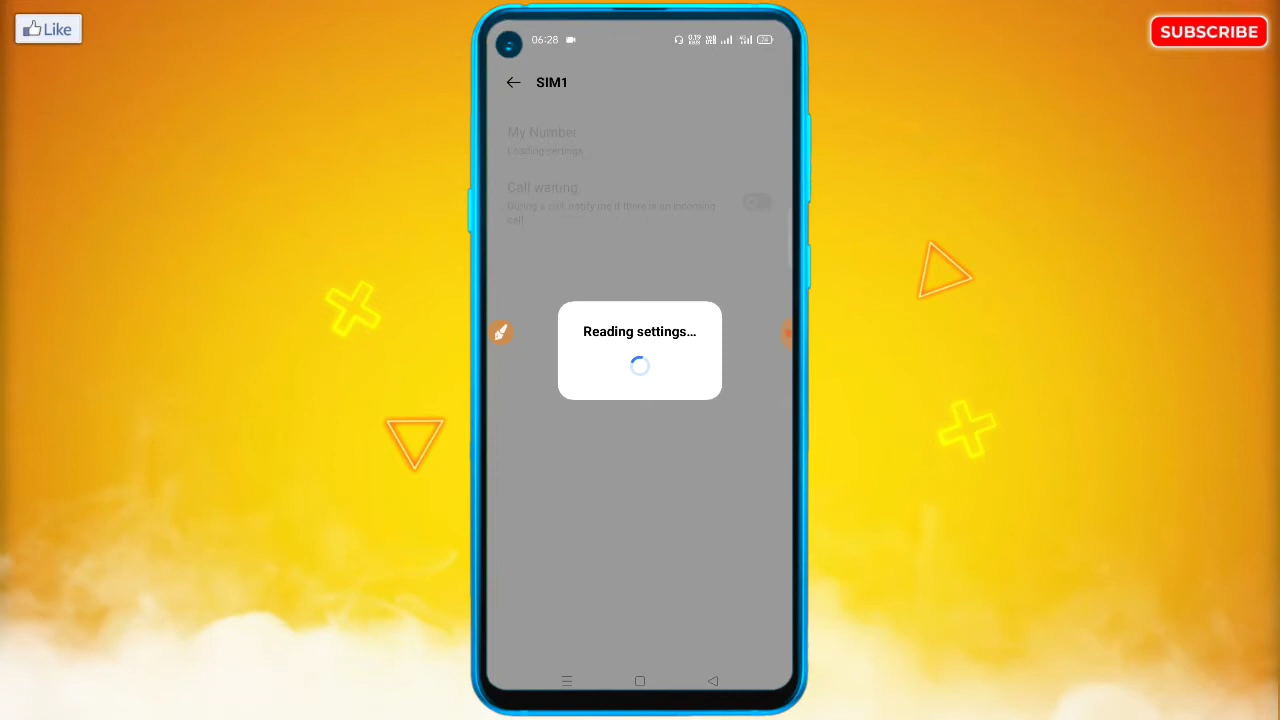 Like
SUBSCRIBE
06:28
SIM1
My Number
Loading settings
Call waiting
During a call, notify me if there is an incoming
call
Reading settings...